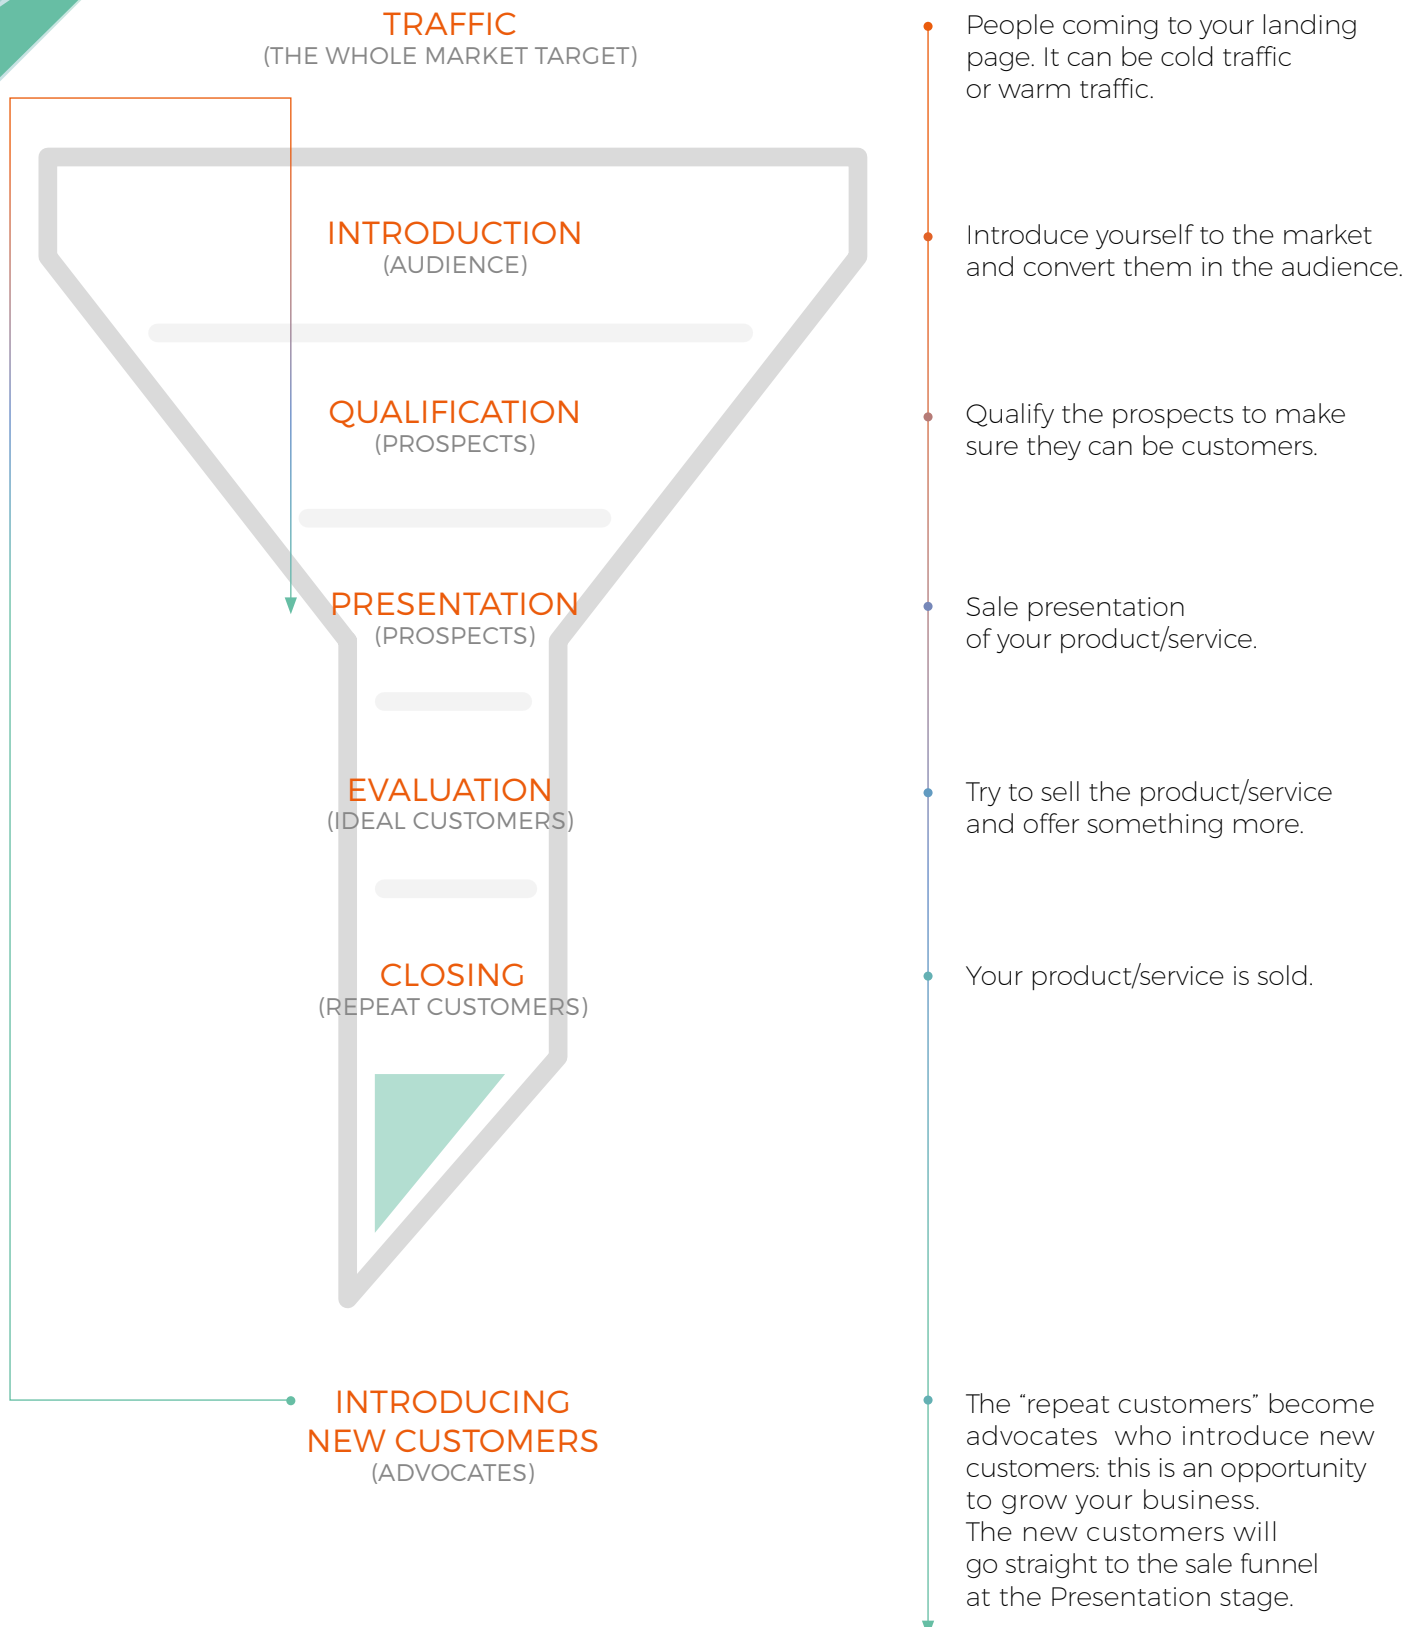 TRAFFIC
(THE WHOLE MARKET TARGET)
People coming to your landing
page. It can be cold traffic
or warm traffic.
INTRODUCTION
(AUDIENCE)
Introduce yourself to the market
and convert them in the audience.
QUALIFICATION
(PROSPECTS)
Qualify the prospects to make
sure they can be customers.
PRESENTATION
(PROSPECTS)
Sale presentation
of your product/service.
EVALUATION
(IDEAL CUSTOMERS)
Try to sell the product/service
and offer something more.
CLOSING
(REPEAT CUSTOMERS)
Your product/service is sold.
INTRODUCING
NEW CUSTOMERS
(ADVOCATES)
The “repeat customers” become
advocates who introduce new
customers: this is an opportunity
to grow your business.
The new customers will
go straight to the sale funnel
at the Presentation stage.